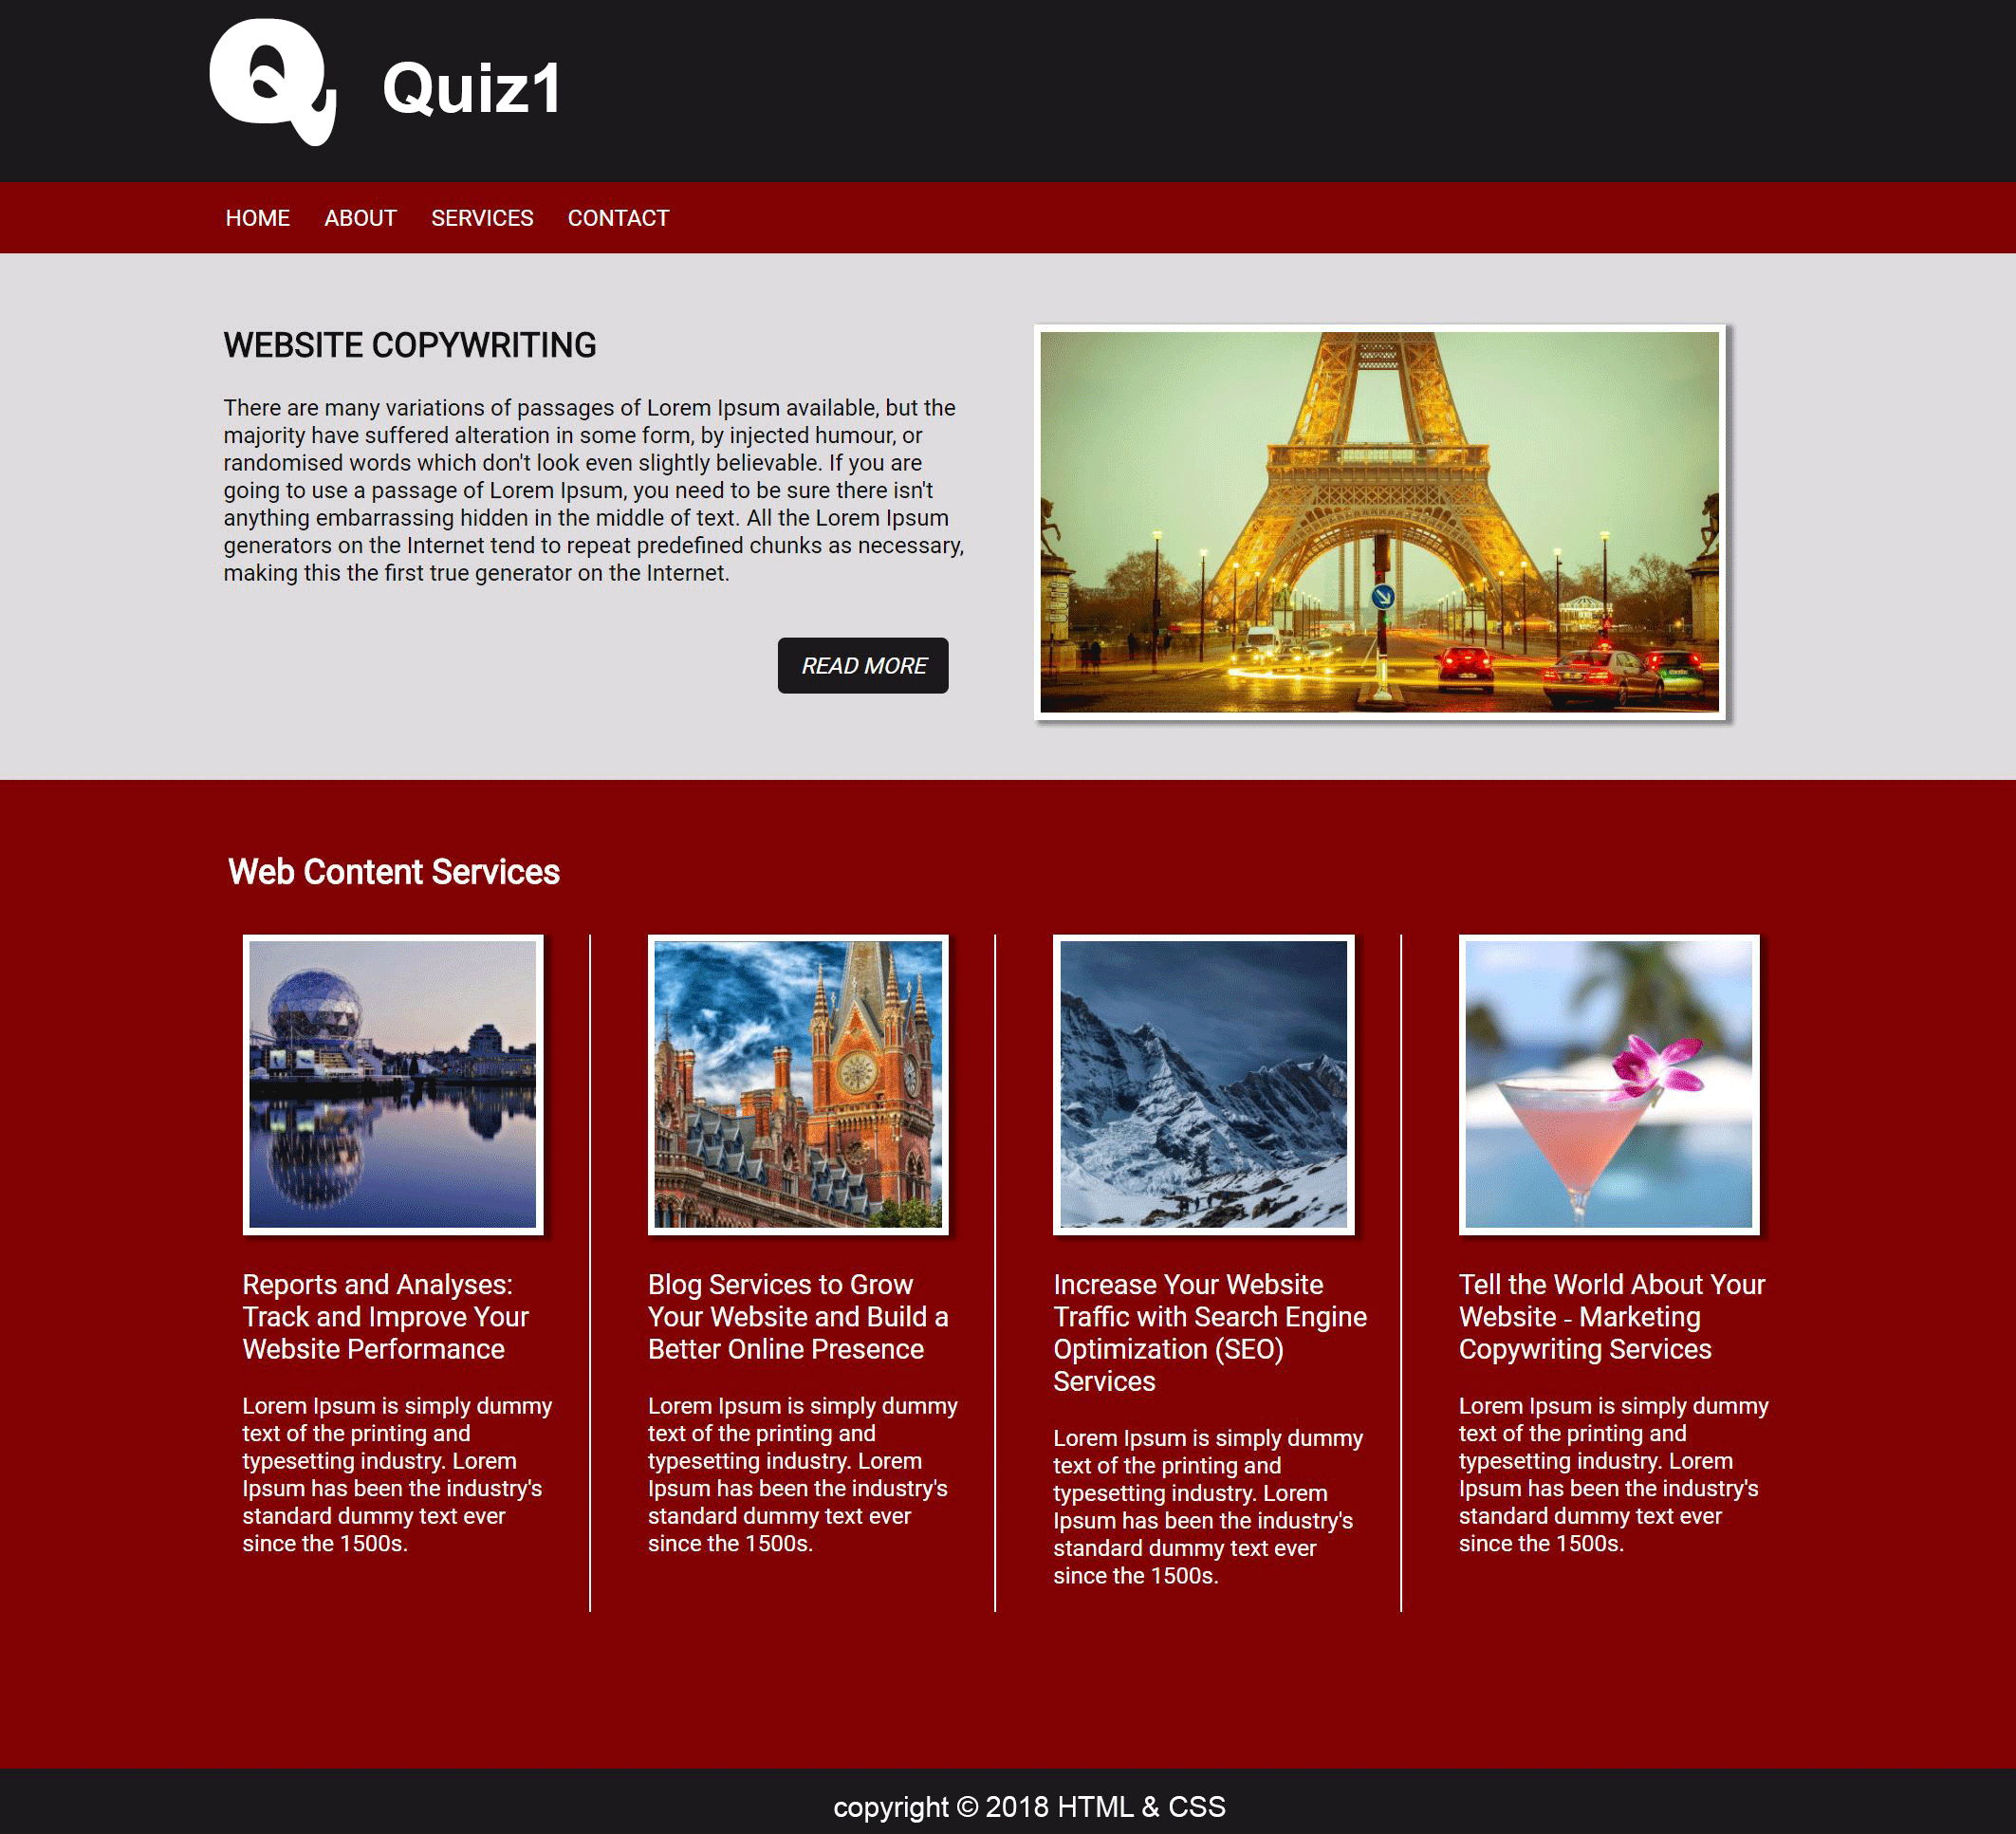 Q
Quiz1
HOME ABOUT SERVICES CONTACT
WEBSITE COPYWRITING
There are many variations of passages of Lorem Ipsum available, but the
majority have suffered alteration in some form, by injected humour, or
randomised words which don't look even slightly believable. If you are
going to use a passage of Lorem Ipsum, you need to be sure there isn't
anything embarrassing hidden in the middle of text. All the Lorem Ipsum
generators on the Internet tend to repeat predefined chunks as necessary,
making this the first true generator on the Internet.
READ MORE
Web Content Services
Reports and Analyses:
Track and Improve Your
Website Performance
Lorem Ipsum is simply dummy
text of the printing and
typesetting industry. Lorem
Ipsum has been the industry's
standard dummy text ever
since the 1500s.
Blog Services to Grow
Your Website and Build a
Better Online Presence
Lorem Ipsum is simply dummy
text of the printing and
typesetting industry. Lorem
Ipsum has been the industry's
standard dummy text ever
since the 1500s.
Increase Your Website
Traffic with Search Engine
Optimization (SEO)
Services
Lorem Ipsum is simply dummy
text of the printing and
typesetting industry. Lorem
Ipsum has been the industry's
standard dummy text ever
since the 1500s.
Tell the World About Your
Website - Marketing
Copywriting Services
Lorem Ipsum is simply dummy
text of the printing and
typesetting industry. Lorem
Ipsum has been the industry's
standard dummy text ever
since the 1500s.
copyright © 2018 HTML & CSS